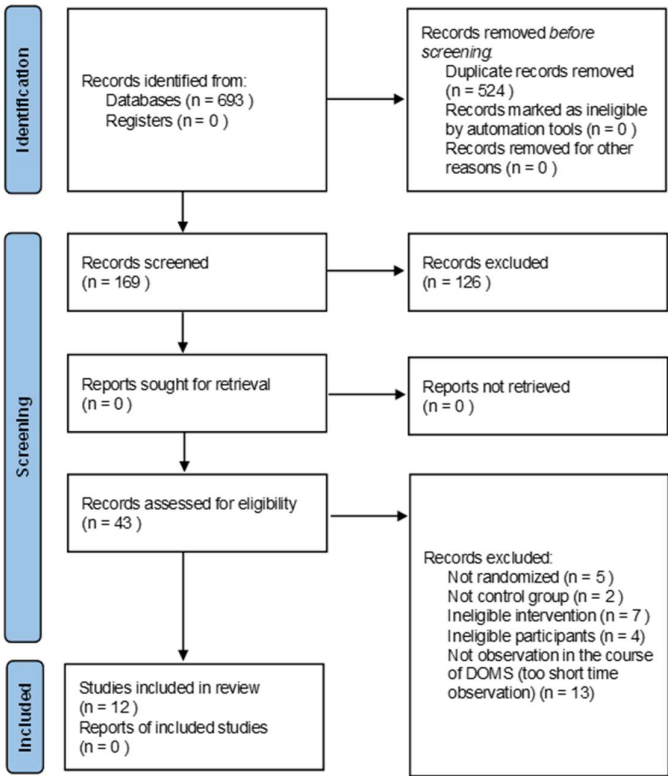 Identification
Records identified from:
Databases (n = 693 )
Registers (n = 0 )
Records removed before
screening:
Duplicate records removed
(n = 524 )
Records marked as ineligible
by automation tools (n = 0 )
Records removed for other
reasons (n = 0 )
Screening
Records screened
(n = 169 )
Records excluded
(n = 126 )
Reports sought for retrieval
(n = 0 )
Reports not retrieved
(n = 0 )
Records assessed for eligibility
(n = 43 )
Records excluded:
Not randomized (n = 5 )
Not control group (n = 2 )
Ineligible intervention (n = 7 )
Ineligible participants (n = 4)
Not observation in the course
of DOMS (too short time
observation) (n = 13)
Included
Studies included in review
(n = 12 )
Reports of included studies
(n = 0 )